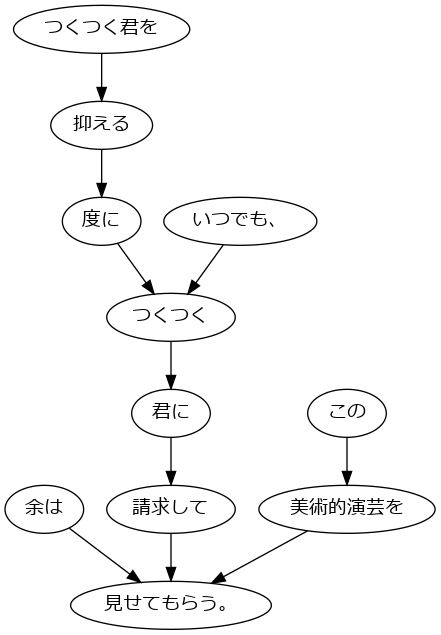 つくつく君を
抑える
度に
いつでも、
つくつく
君に
この
余は
請求して
美術的演芸を
見せてもらう。